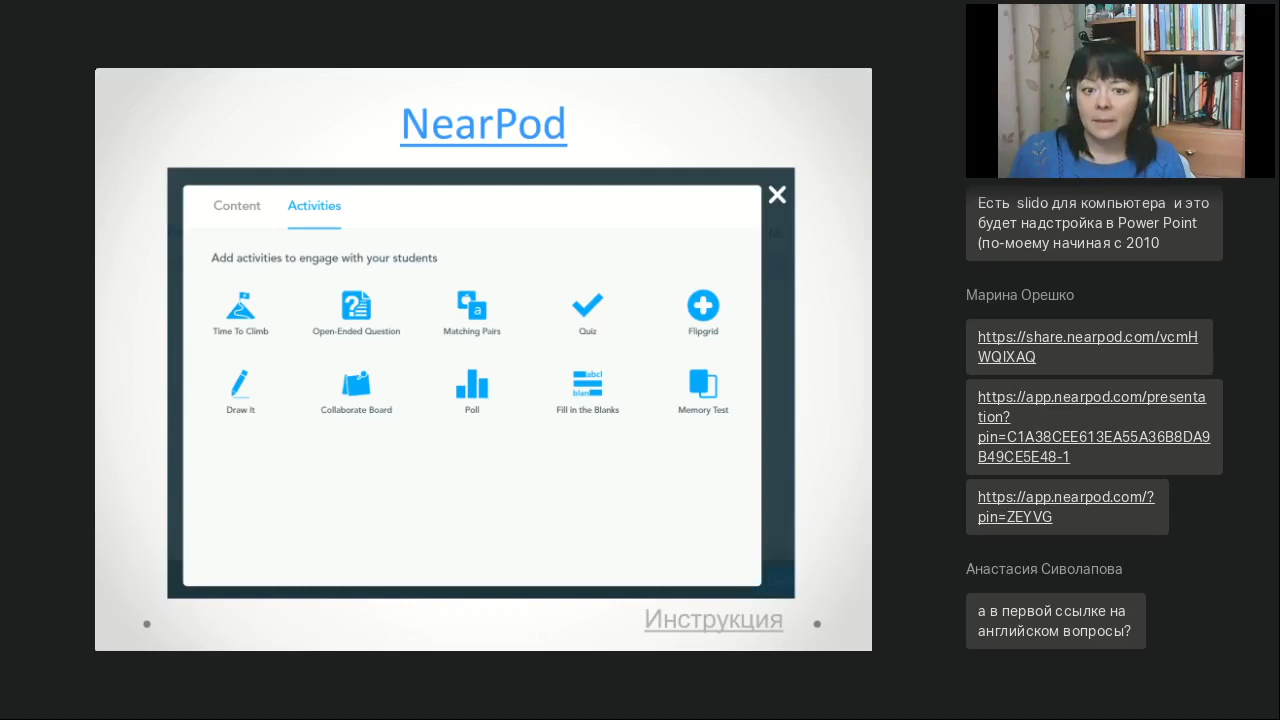 NearPod
Content
Activities
Add activities to engage with your students
Time To Climb
Open-Ended Question
Matching Pairs
Quiz
Flipgrid
Draw It
Collaborate Board
abcl
blan
Poll
Fill in the Blanks
Memory Test
Инструкция
Есть slido для компьютера и это
будет надстройка в Power Point
(по-моему начиная с 2010
Марина Орешко
https://share.nearpod.com/vcmH
WQIXAQ
https://app.nearpod.com/presenta
tion?
pin=C1A38CEE613EA55A36B8DA9
B49CE5E48-1
https://app.nearpod.com/?
pin=ZEYVG
Анастасия Сиволапова
а в первой ссылке на
английском вопросы?